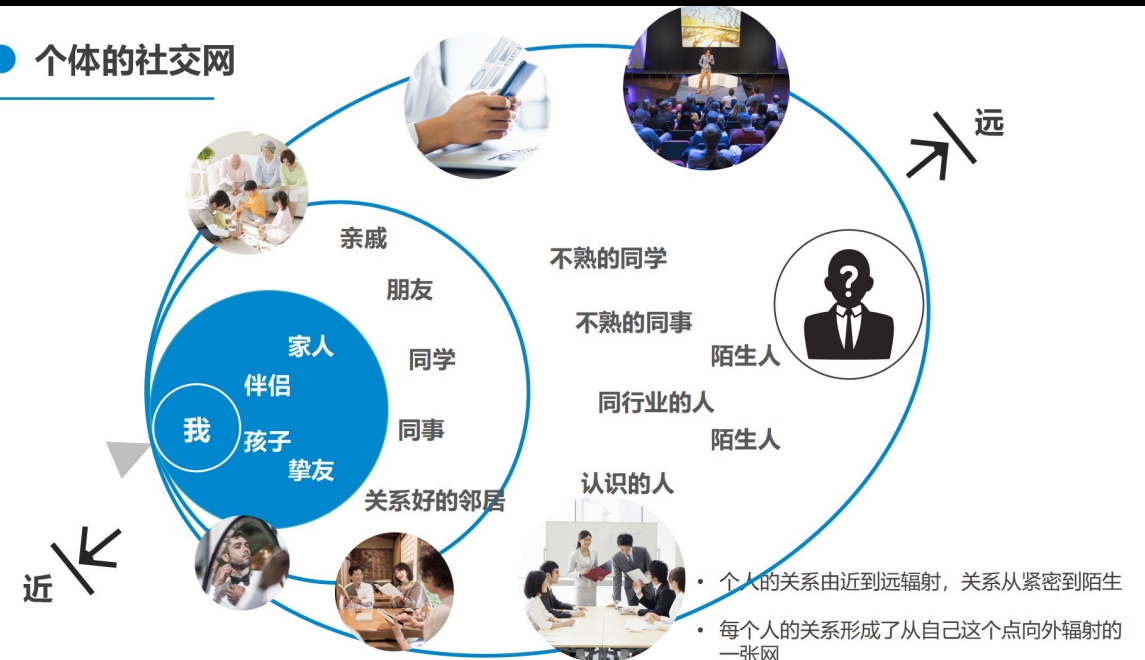 个体的社交网
远
亲戚
不熟的同学
朋友
?
不熟的同事
家人
同学
陌生人
伴侣
同行业的人
我
孩子
同事
陌生人
挚友
认识的人
关系好的邻居
近
• 个人的关系由近到远辐射，关系从紧密到陌生
• 每个人的关系形成了从自己这个点向外辐射的
一张网